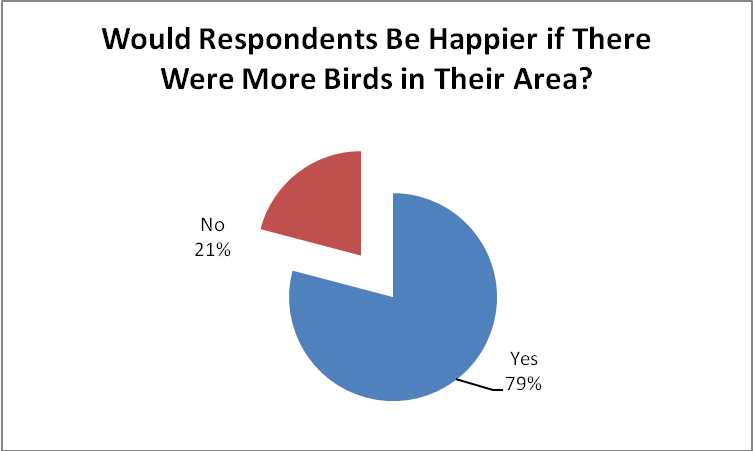 Would Respondents Be Happier if There
Were More Birds in Their Area?
No
21%
Yes
79%